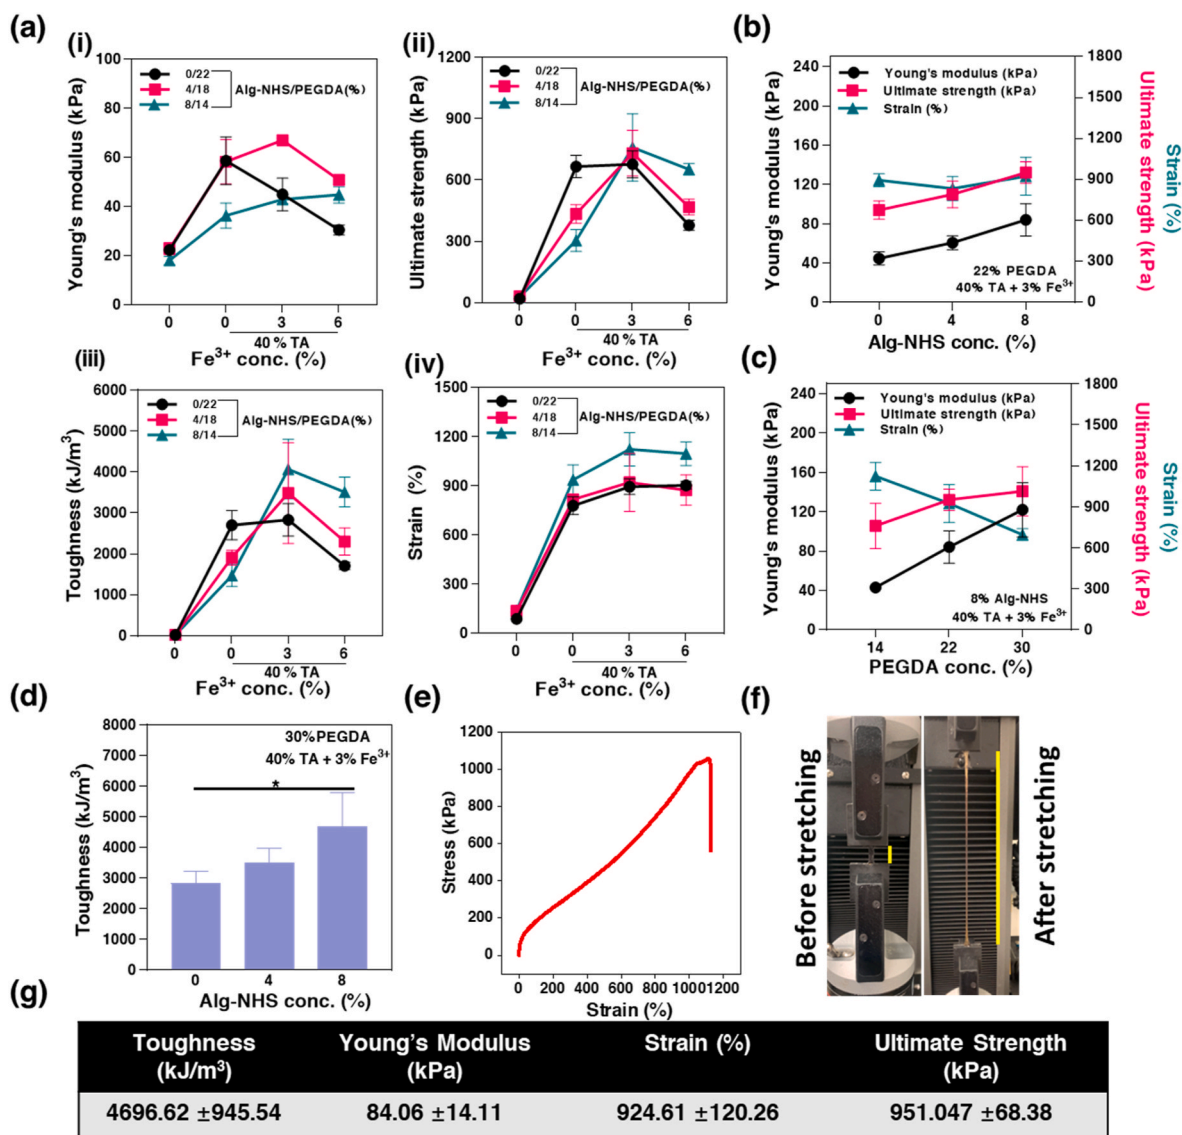 (a)
(i)
Young's modulus (kPa)
100
80
60
40
20
0
0/22
4/18
8/14
Alg-NHS/PEGDA(%)
0 0 3 6
40 % TA
Fe³⁺ conc. (%)
(ii)
Ultimate strength (kPa)
1200
900
600
300
0
0/22
4/18
8/14
Alg-NHS/PEGDA(%)
0 0 3 6
40 % TA
Fe³⁺ conc. (%)
(b)
Young's modulus (kPa)
240
200
160
120
80
40
0
Young's modulus (kPa)
Ultimate strength (kPa)
Strain (%)
1800
1500
1200
900
600
300
0
Ultimate strength (kPa)
Strain (%)
22% PEGDA
40% TA + 3% Fe³⁺
0 4 8
Alg-NHS conc. (%)
(iii)
Toughness (kJ/m³)
6000
5000
4000
3000
2000
1000
0
0/22
4/18
8/14
Alg-NHS/PEGDA(%)
0 0 3 6
40 % TA
Fe³⁺ conc. (%)
(iv)
Strain (%)
1500
1200
900
600
300
0
0/22
4/18
8/14
Alg-NHS/PEGDA(%)
0 0 3 6
40 % TA
Fe³⁺ conc. (%)
(c)
Young's modulus (kPa)
240
200
160
120
80
40
0
Young's modulus (kPa)
Ultimate strength (kPa)
Strain (%)
1800
1500
1200
900
600
300
0
Ultimate strength (kPa)
Strain (%)
8% Alg-NHS
40% TA + 3% Fe³⁺
14 22 30
PEGDA conc. (%)
(d)
Toughness (kJ/m³)
8000
7000
6000
5000
4000
3000
2000
1000
0
30%PEGDA
40% TA + 3% Fe³⁺
*
0 4 8
Alg-NHS conc. (%)
(e)
Stress (kPa)
1200
1000
800
600
400
200
0
0 200 400 600 800 1000 1200
Strain (%)
(f)
Before stretching
After stretching
(g)
Toughness (kJ/m³) Young's Modulus (kPa) Strain (%) Ultimate Strength (kPa)
4696.62 ±945.54 84.06 ±14.11 924.61 ±120.26 951.047 ±68.38